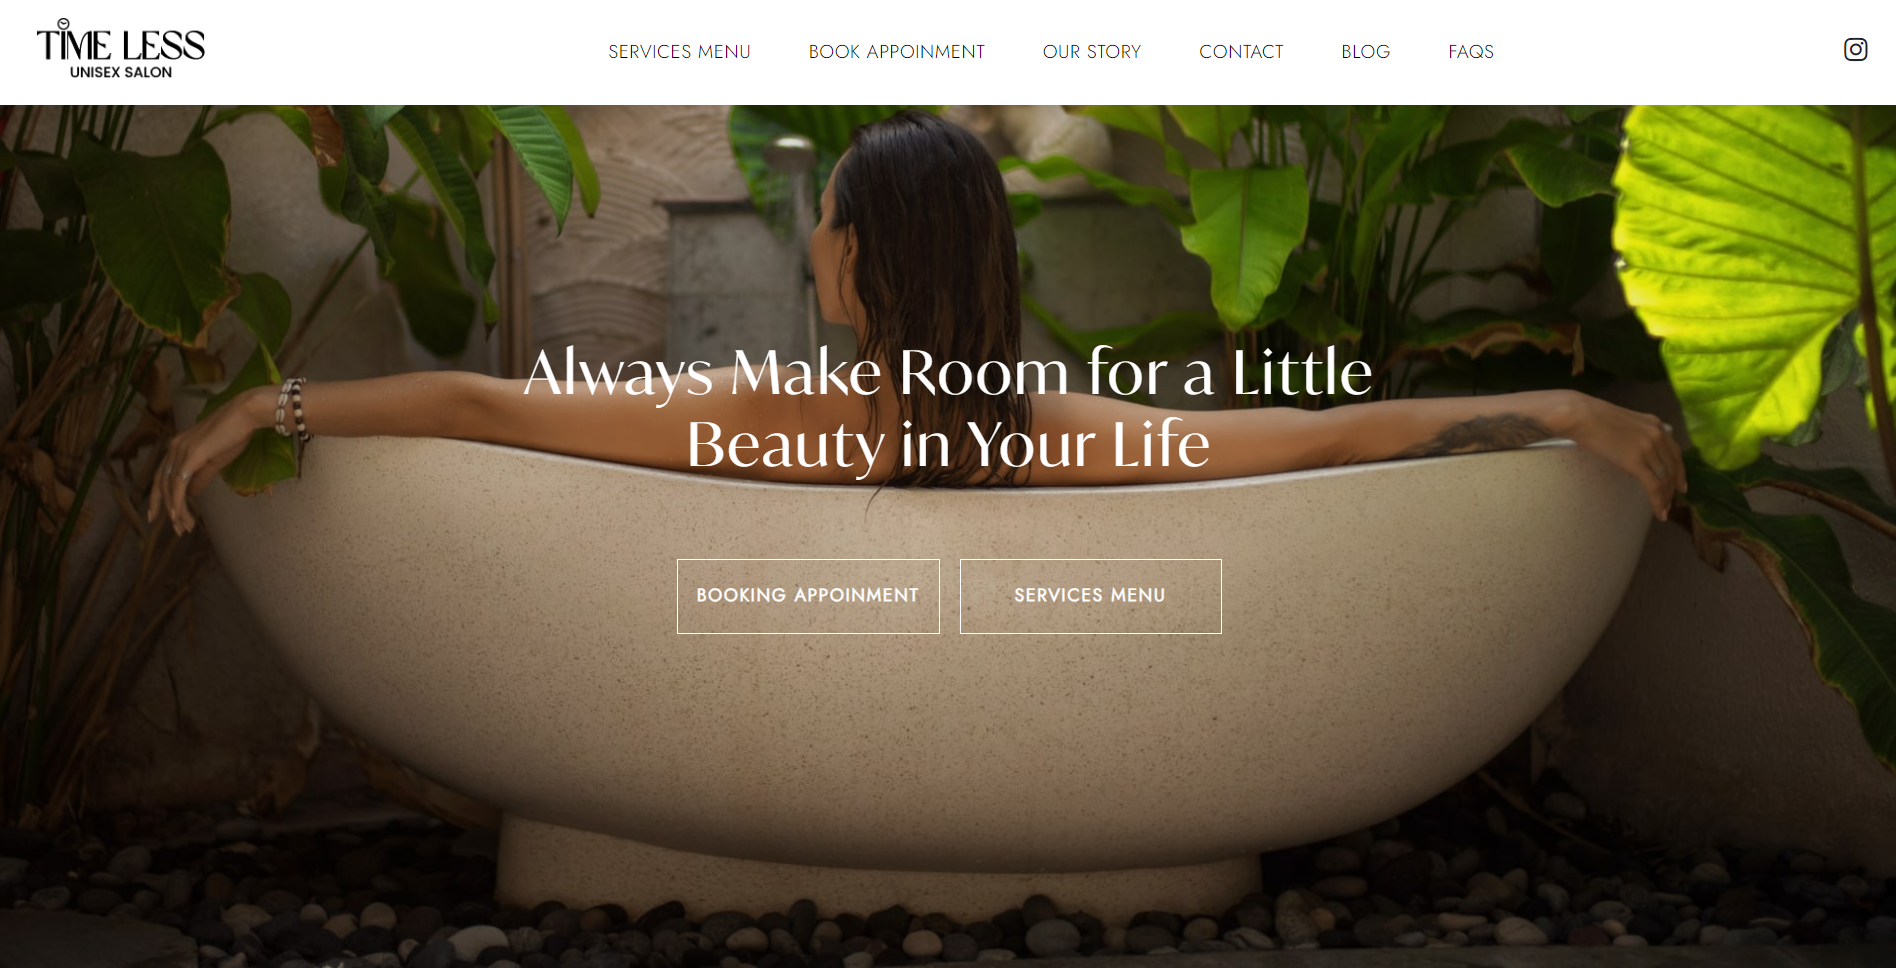 TIME LESS
UNISEX SALON
SERVICES MENU
BOOK APPOINMENT
OUR STORY
CONTACT
BLOG
FAQS
Always Make Room for a Little
Beauty in Your Life
BOOKING APPOINMENT
SERVICES MENU